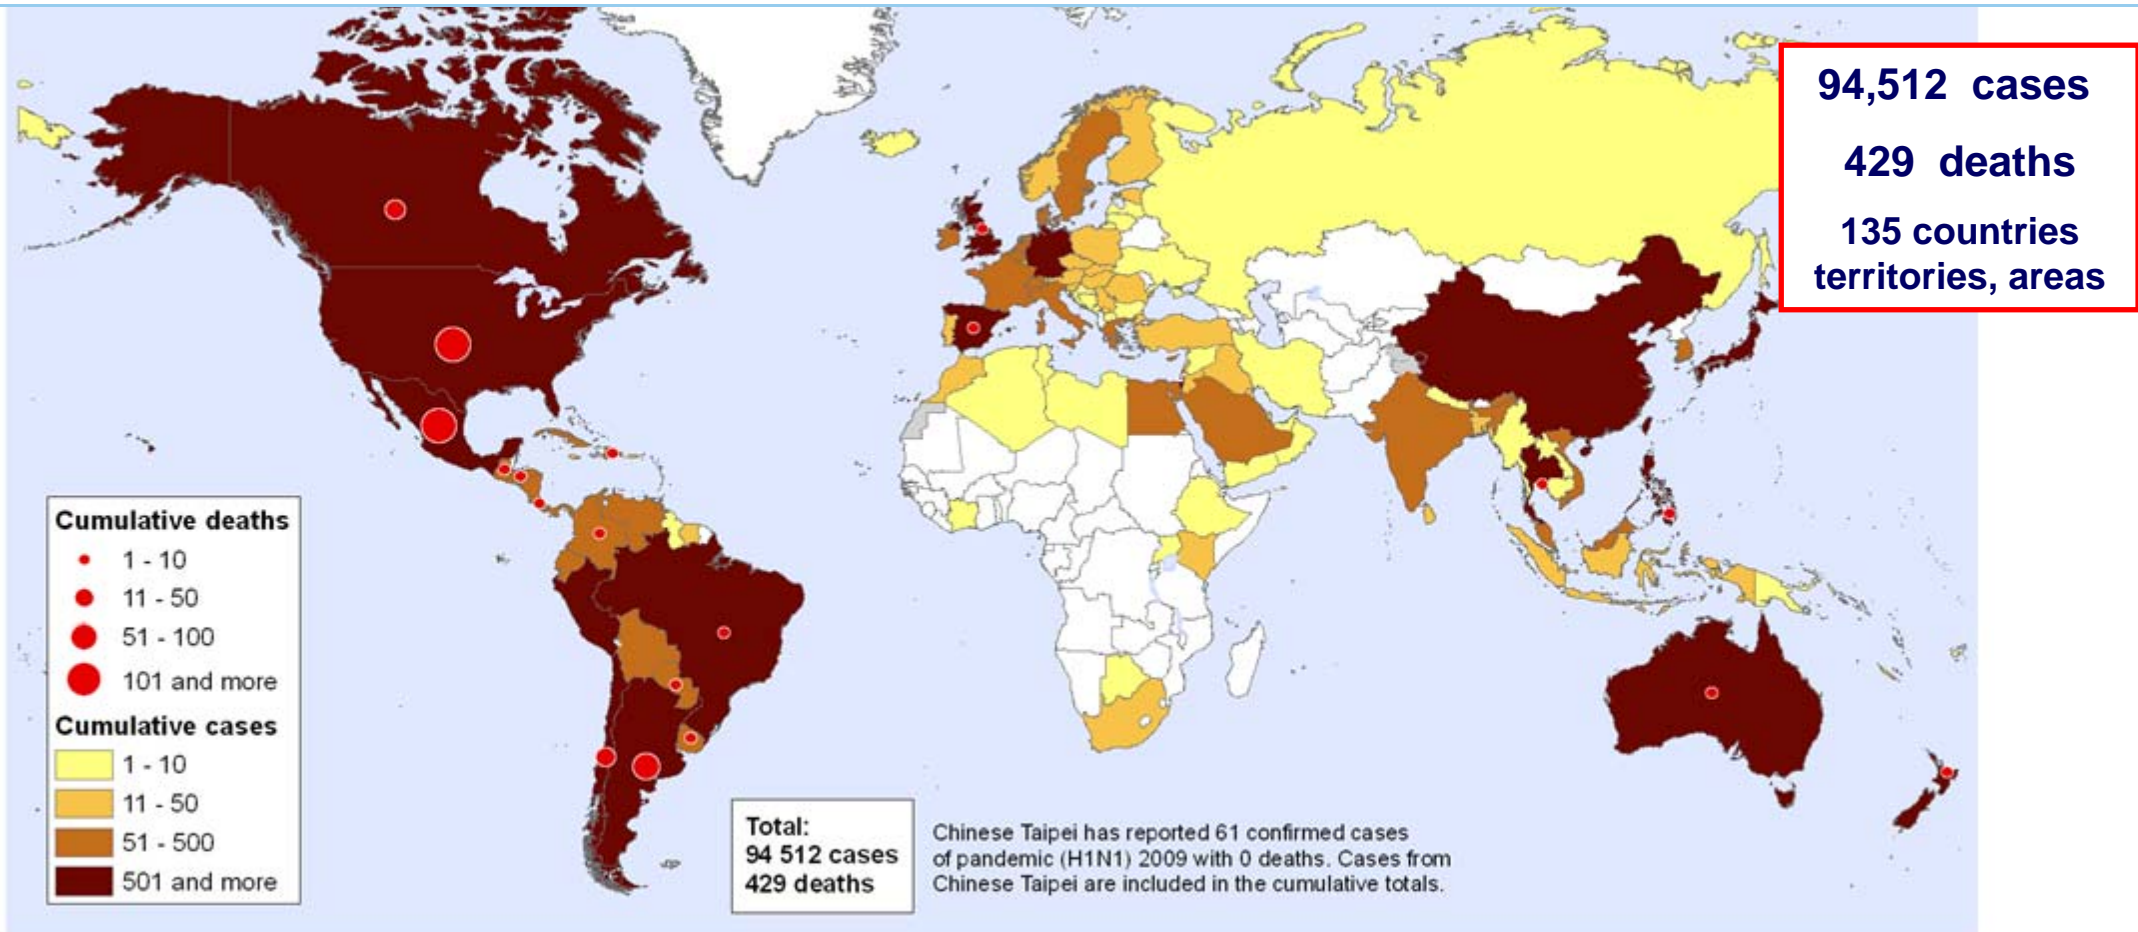 94,512 cases
429 deaths
135 countries
territories, areas
Cumulative deaths
1 - 10
11 - 50
51 - 100
101 and more
Cumulative cases
1 - 10
11 - 50
51 - 500
501 and more
Total:
94 512 cases
429 deaths
Chinese Taipei has reported 61 confirmed cases
of pandemic (H1N1) 2009 with 0 deaths. Cases from
Chinese Taipei are included in the cumulative totals.